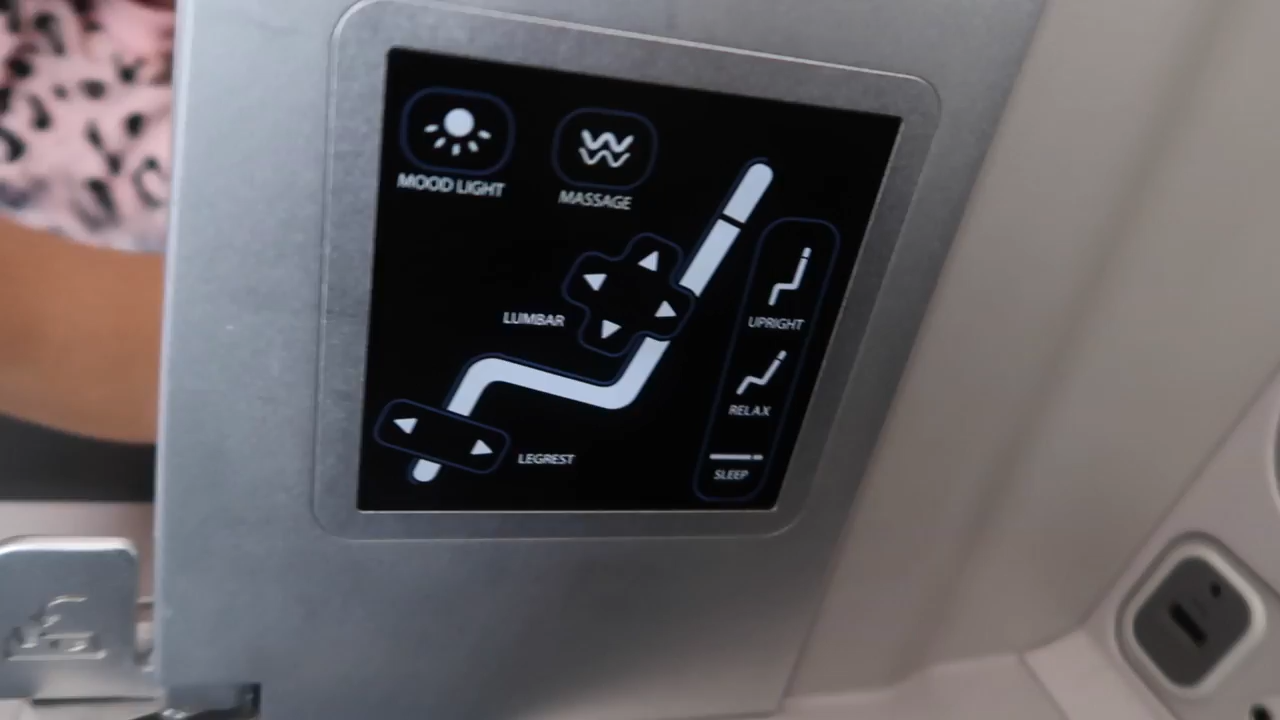 MOOD LIGHT
MASSAGE
LUMBAR
UPRIGHT
RELAX
LEGREST
SLEEP